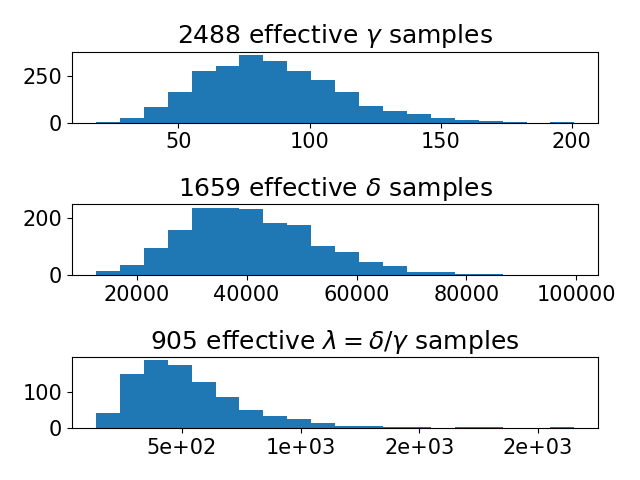 2488 effective γ samples
250
0
50 100 150 200
1659 effective δ samples
200
0
20000 40000 60000 80000 100000
905 effective λ = δ/γ samples
100
0
5e+02 1e+03 2e+03 2e+03